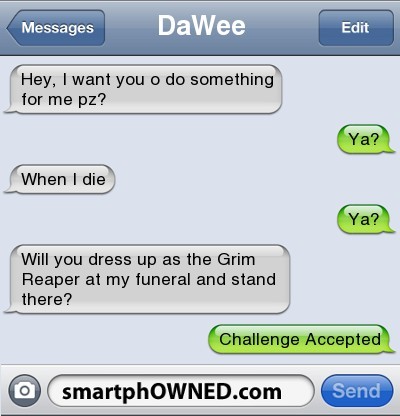 Messages
DaWee
Edit
Hey, I want you o do something
for me pz?
Ya?
When I die
Ya?
Will you dress up as the Grim
Reaper at my funeral and stand
there?
Challenge Accepted
smartphOWNED.com
Send